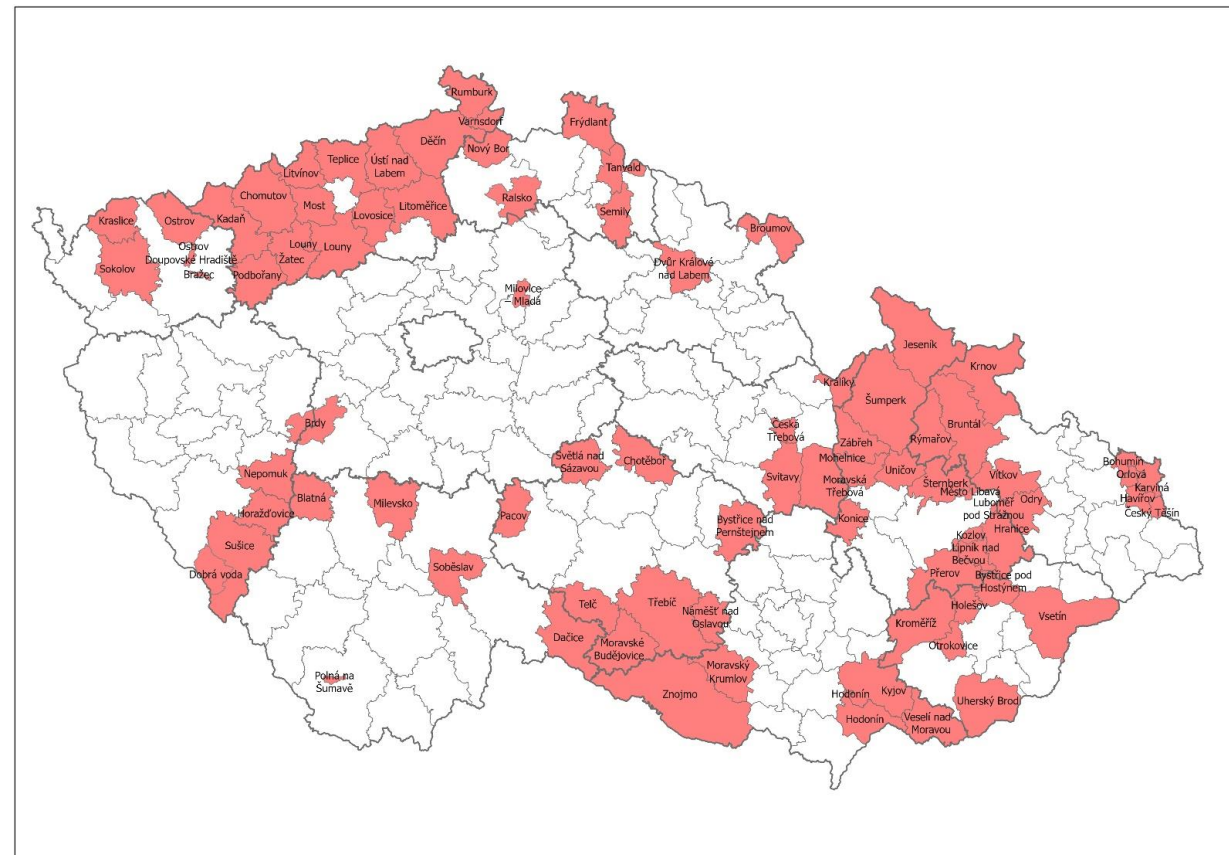 Rumburk
Varnsdorf
Děčín
Nový Bor
Frýdlant
Teplice
Ústí nad
Labem
Litvínov
Tanvald
Chomutov
Most
Ralsko
Litoměřice
Lovosice
Semily
Kraslice
Ostrov
Kadaň
Broumov
Ostrov
Doupovské Hradiště
Bražec
Louny
Louny
Žatec
Sokolov
Podbořany
Dvůr Králové
nad Labem
Milovice
– Mladá
Jeseník
Krnov
Králíky
Šumperk
Brdy
Česká
Třebová
Bruntál
Rýmařov
Zábřeh
Mohelnice
Světlá nad
Sázavou
Chotěboř
Uničov
Nepomuk
Svitavy
Moravská
Třebová
Šternberk
Vítkov
Bohumín
Orlová
Karviná
Havířov
Český Těšín
Město Libavá
Luboměř
pod Strážnou
Odry
Blatná
Milevsko
Horažďovice
Pacov
Bystřice nad
Pernštejnem
Konice
Hranice
Kozlov
Lipník nad
Bečvou
Sušice
Dobrá voda
Přerov
Bystřice pod
Hostýnem
Soběslav
Telč
Třebíč
Náměšť nad
Oslavou
Holešov
Kroměříž
Vsetín
Dačice
Moravské
Budějovice
Otrokovice
Moravský
Krumlov
Polná na
Šumavě
Znojmo
Hodonín
Kyjov
Uherský Brod
Hodonín
Veselí nad
Moravou